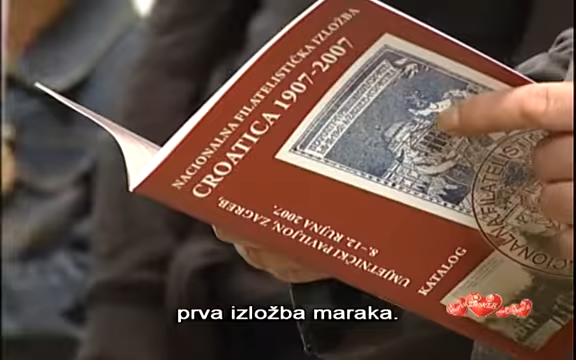 NACIONALNA FILATELISTIČKA IZLOŽBA
CROATICA 1907-2007
UMJETNIČKI PAVILJON, ZAGREB,
8.-12. RUJNA 2007.
KATALOG
prva izložba maraka.